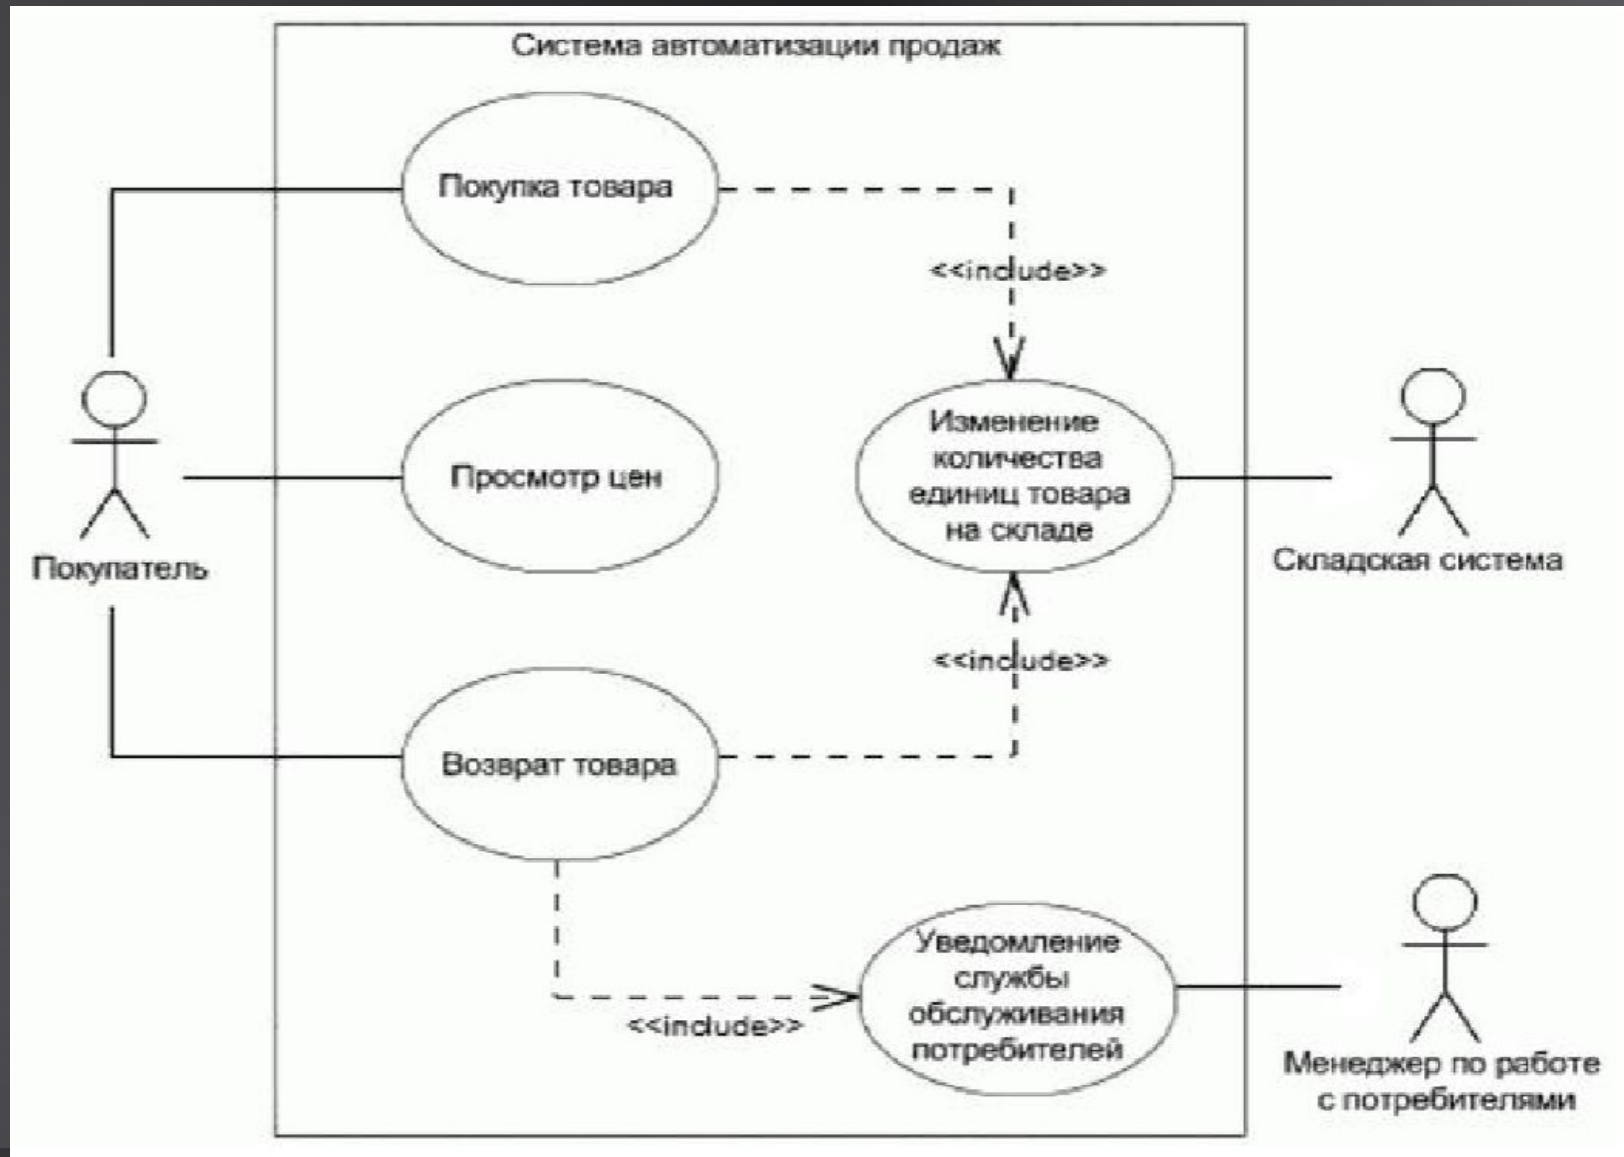 Система автоматизации продаж
Покупка товара
<<include>>
Просмотр цен
Изменение
количества
единиц товара
на складе
Покупатель
Складская система
<<include>>
Возврат товара
Уведомление
службы
обслуживания
потребителей
<<include>>
Менеджер по работе
с потребителями